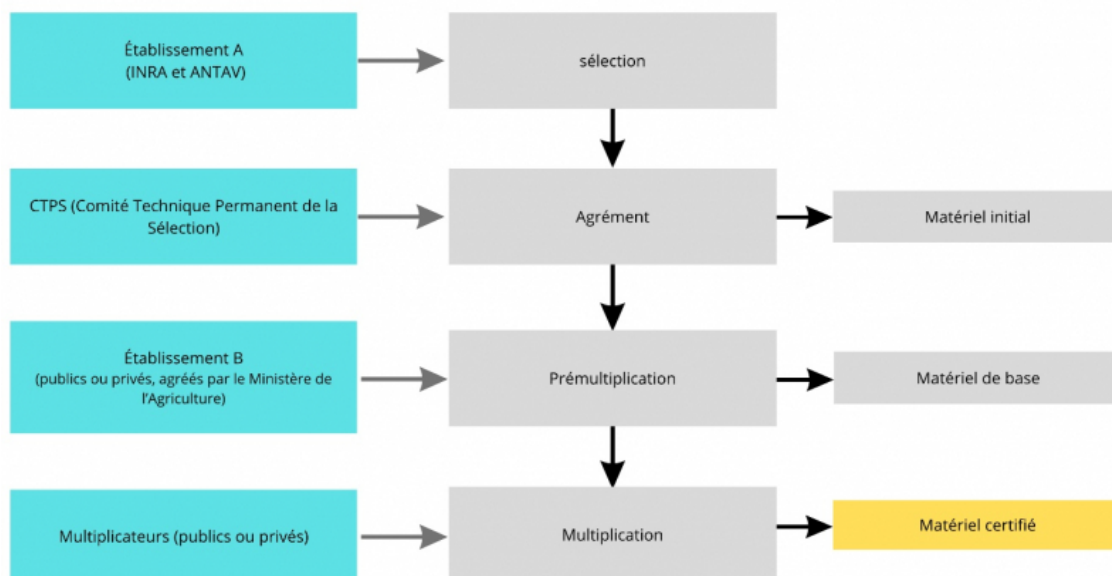 Établissement A
(INRA et ANTAV)
sélection
CTPS (Comité Technique Permanent de la
Sélection)
Agrément
Matériel initial
Établissement B
(publics ou privés, agréés par le Ministère de
l'Agriculture)
Prémultiplication
Matériel de base
Multiplicateurs (publics ou privés)
Multiplication
Matériel certifié